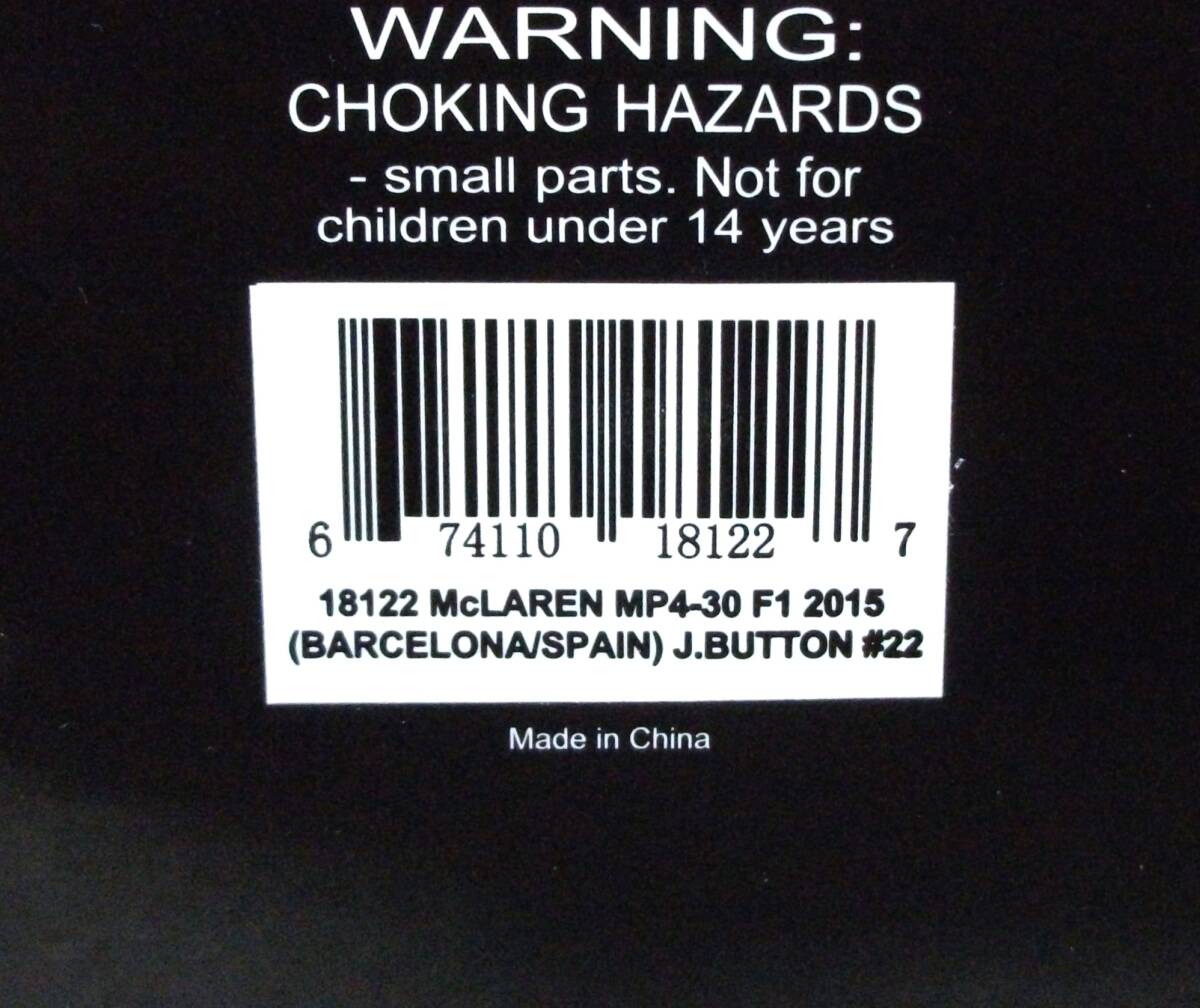 WARNING:
CHOKING HAZARDS
- small parts. Not for
children under 14 years
6 74110 18122 7
18122 McLAREN MP4-30 F1 2015
(BARCELONA/SPAIN) J.BUTTON #22
Made in China